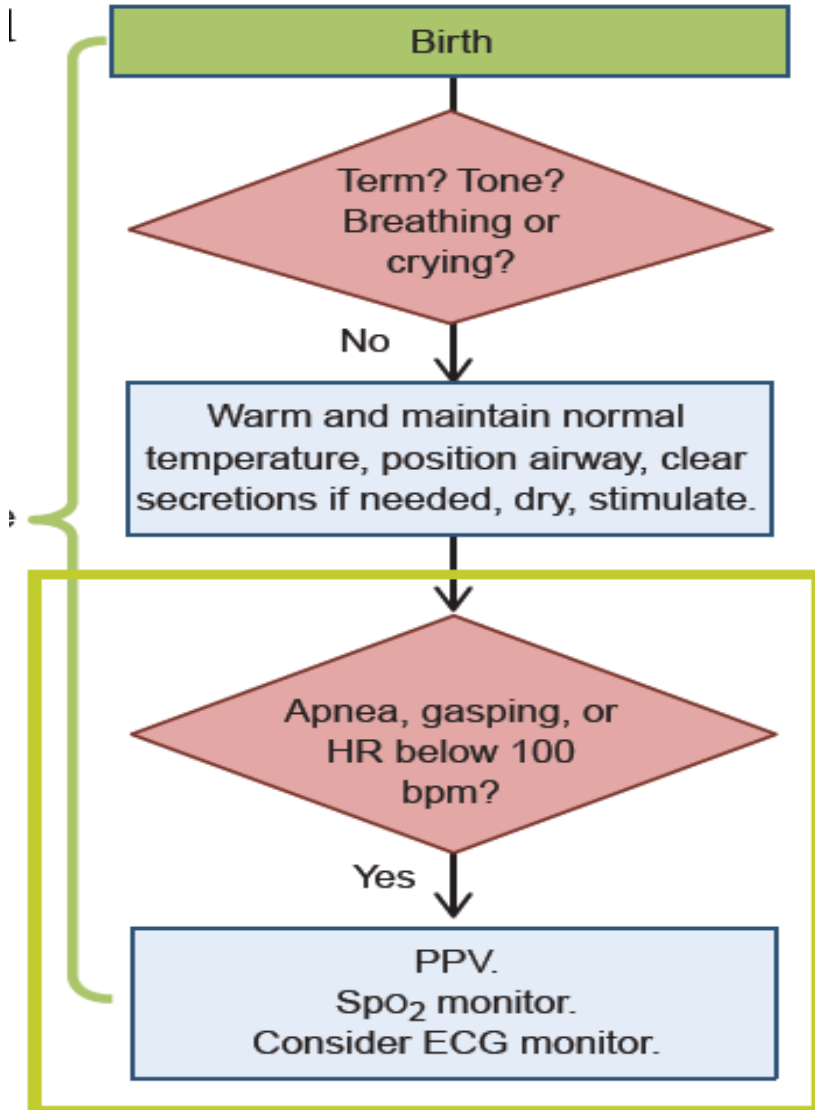 Birth
Term? Tone?
Breathing or
crying?
No
Warm and maintain normal
temperature, position airway, clear
secretions if needed, dry, stimulate.
Apnea, gasping, or
HR below 100
bpm?
Yes
PPV.
SpO₂ monitor.
Consider ECG monitor.